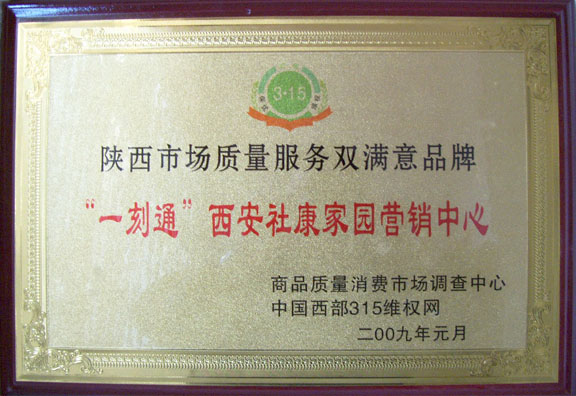 3·15
陕西市场质量服务双满意品牌
“一刻通”西安社康家园营销中心
商品质量消费市场调查中心
中国西部315维权网
二00九年元月